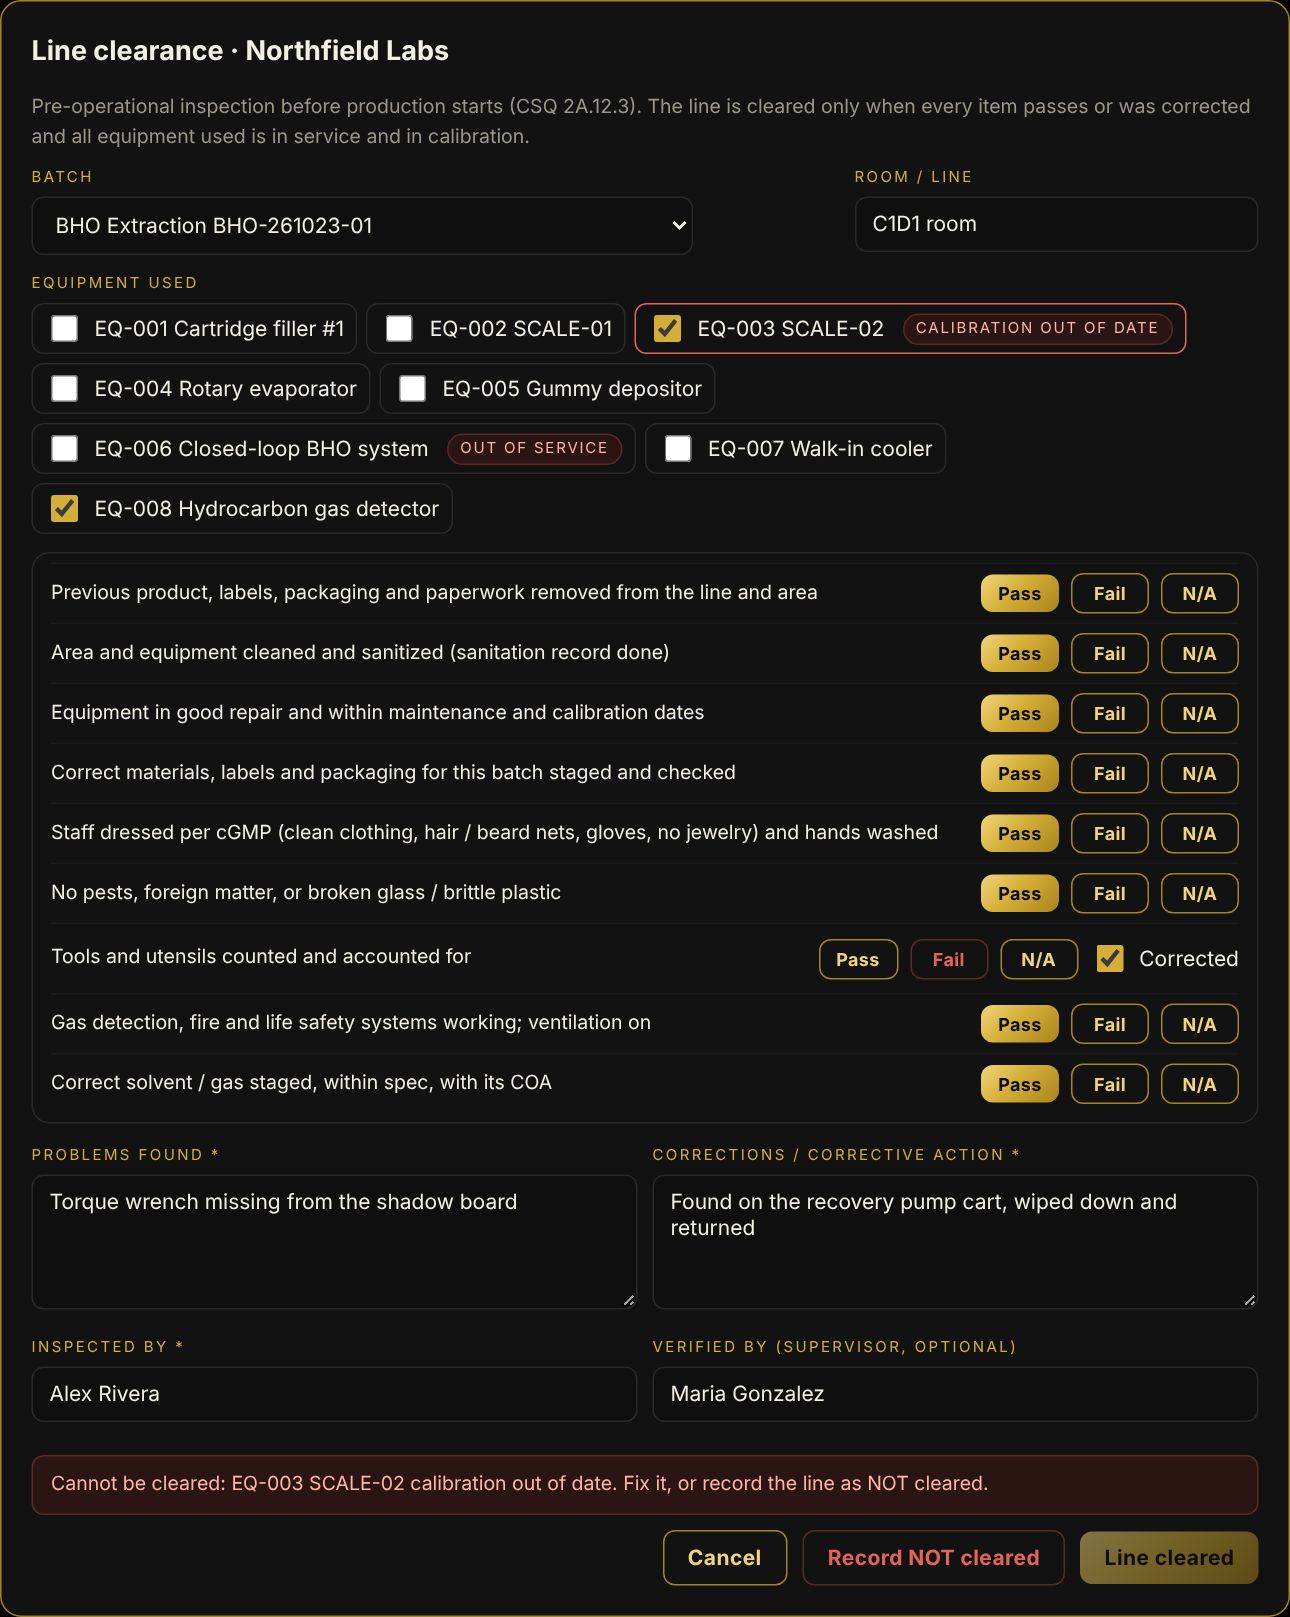 Line clearance · Northfield Labs
Pre-operational inspection before production starts (CSQ 2A.12.3). The line is cleared only when every item passes or was corrected
and all equipment used is in service and in calibration.
BATCH
ROOM / LINE
BHO Extraction BHO-261023-01
C1D1 room
EQUIPMENT USED
EQ-001 Cartridge filler #1
EQ-002 SCALE-01
EQ-003 SCALE-02 CALIBRATION OUT OF DATE
EQ-004 Rotary evaporator
EQ-005 Gummy depositor
EQ-006 Closed-loop BHO system OUT OF SERVICE
EQ-007 Walk-in cooler
EQ-008 Hydrocarbon gas detector
Previous product, labels, packaging and paperwork removed from the line and area Pass Fail N/A
Area and equipment cleaned and sanitized (sanitation record done) Pass Fail N/A
Equipment in good repair and within maintenance and calibration dates Pass Fail N/A
Correct materials, labels and packaging for this batch staged and checked Pass Fail N/A
Staff dressed per cGMP (clean clothing, hair / beard nets, gloves, no jewelry) and hands washed Pass Fail N/A
No pests, foreign matter, or broken glass / brittle plastic Pass Fail N/A
Tools and utensils counted and accounted for Pass Fail N/A Corrected
Gas detection, fire and life safety systems working; ventilation on Pass Fail N/A
Correct solvent / gas staged, within spec, with its COA Pass Fail N/A
PROBLEMS FOUND *
Torque wrench missing from the shadow board
CORRECTIONS / CORRECTIVE ACTION *
Found on the recovery pump cart, wiped down and
returned
INSPECTED BY *
Alex Rivera
VERIFIED BY (SUPERVISOR, OPTIONAL)
Maria Gonzalez
Cannot be cleared: EQ-003 SCALE-02 calibration out of date. Fix it, or record the line as NOT cleared.
Cancel
Record NOT cleared
Line cleared